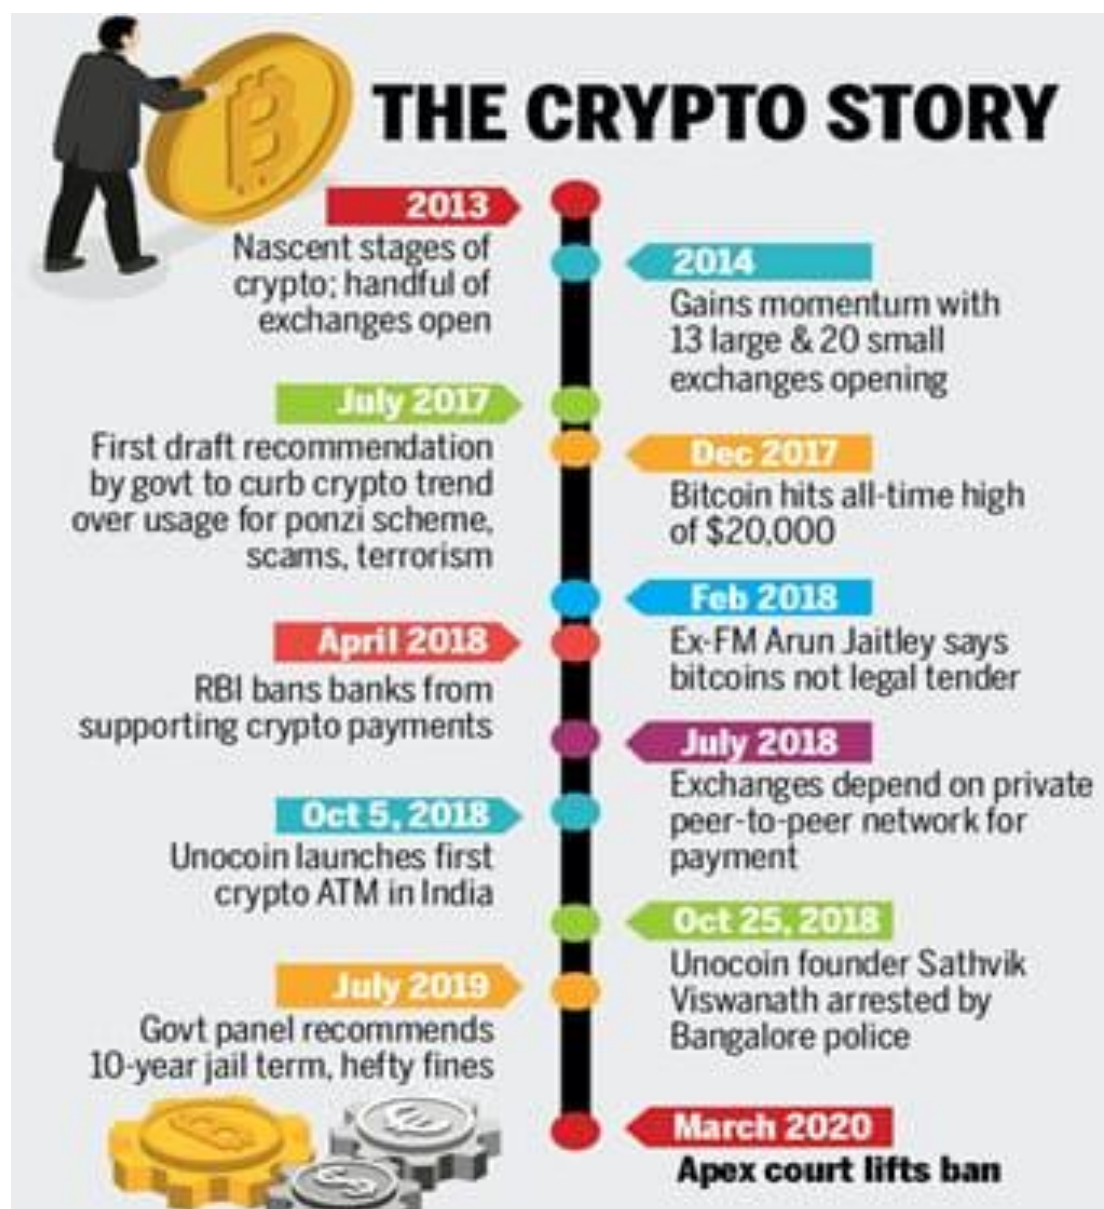 THE CRYPTO STORY
2013
Nascent stages of
crypto; handful of
exchanges open
2014
Gains momentum with
13 large & 20 small
exchanges opening
July 2017
First draft recommendation
by govt to curb crypto trend
over usage for ponzi scheme,
scams, terrorism
Dec 2017
Bitcoin hits all-time high
of $20,000
Feb 2018
Ex-FM Arun Jaitley says
bitcoins not legal tender
April 2018
RBI bans banks from
supporting crypto payments
July 2018
Exchanges depend on private
peer-to-peer network for
payment
Oct 5, 2018
Unocoin launches first
crypto ATM in India
Oct 25, 2018
Unocoin founder Sathvik
Viswanath arrested by
Bangalore police
July 2019
Govt panel recommends
10-year jail term, hefty fines
March 2020
Apex court lifts ban